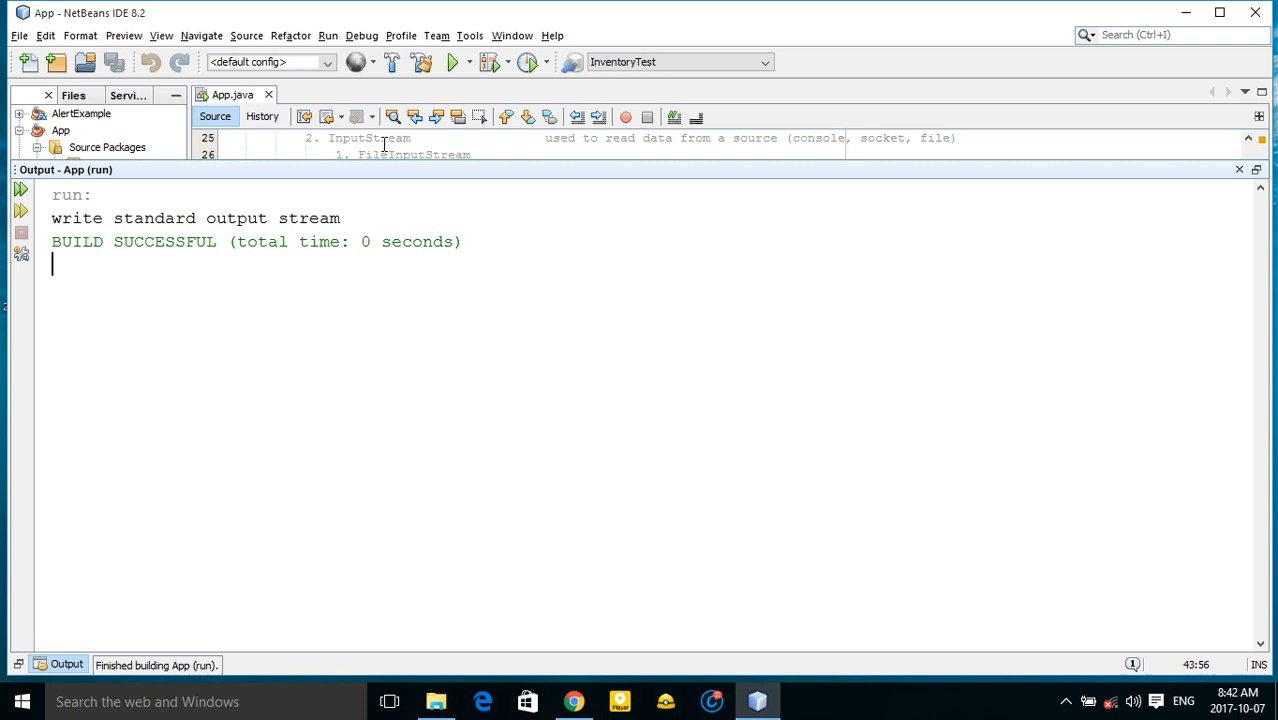 App - NetBeans IDE 8.2
File Edit Format Preview View Navigate Source Refactor Run Debug Profile Team Tools Window Help
Search (Ctrl+I)
<default config>
InventoryTest
Files Servi...
App.java
AlertExample
App
Source Packages
Source History
25 2. InputStream used to read data from a source (console, socket, file)
26 1. FileInputStream
Output - App (run)
run:
write standard output stream
BUILD SUCCESSFUL (total time: 0 seconds)
Output
Finished building App (run).
1
43:56
INS
Search the web and Windows
Player
ENG
8:42 AM
2017-10-07